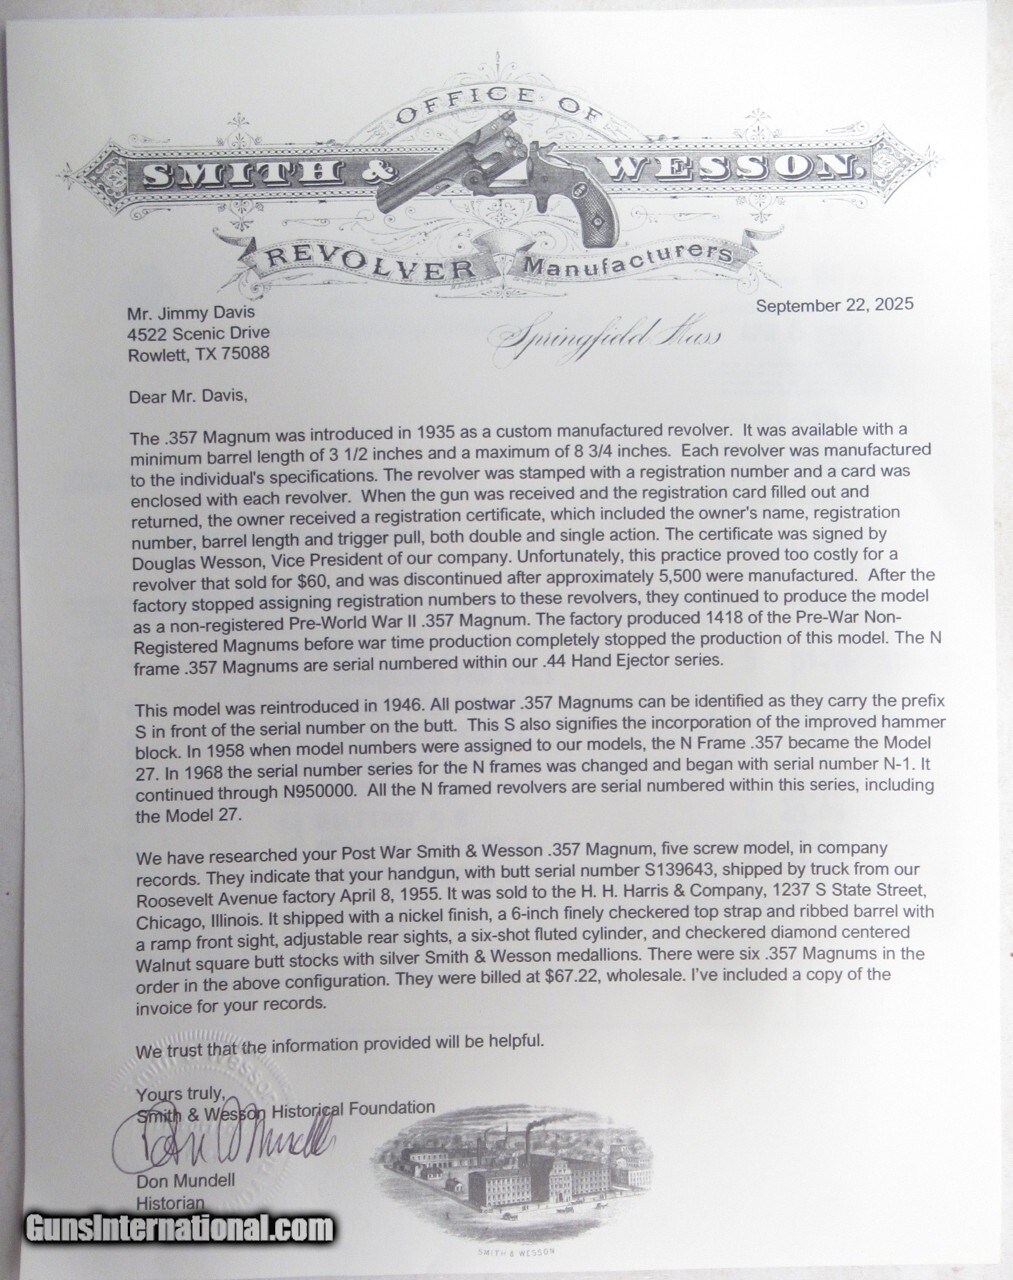 OFFICE OF
SMITH & WESSON.
REVOLVER Manufacturers
Springfield Mass
September 22, 2025
Mr. Jimmy Davis
4522 Scenic Drive
Rowlett, TX 75088
Dear Mr. Davis,
The .357 Magnum was introduced in 1935 as a custom manufactured revolver. It was available with a
minimum barrel length of 3 1/2 inches and a maximum of 8 3/4 inches. Each revolver was manufactured
to the individual's specifications. The revolver was stamped with a registration number and a card was
enclosed with each revolver. When the gun was received and the registration card filled out and
returned, the owner received a registration certificate, which included the owner's name, registration
number, barrel length and trigger pull, both double and single action. The certificate was signed by
Douglas Wesson, Vice President of our company. Unfortunately, this practice proved too costly for a
revolver that sold for $60, and was discontinued after approximately 5,500 were manufactured. After the
factory stopped assigning registration numbers to these revolvers, they continued to produce the model
as a non-registered Pre-World War II .357 Magnum. The factory produced 1418 of the Pre-War Non-
Registered Magnums before war time production completely stopped the production of this model. The N
frame .357 Magnums are serial numbered within our .44 Hand Ejector series.
This model was reintroduced in 1946. All postwar .357 Magnums can be identified as they carry the prefix
S in front of the serial number on the butt. This S also signifies the incorporation of the improved hammer
block. In 1958 when model numbers were assigned to our models, the N Frame .357 became the Model
27. In 1968 the serial number series for the N frames was changed and began with serial number N-1. It
continued through N950000. All the N framed revolvers are serial numbered within this series, including
the Model 27.
We have researched your Post War Smith & Wesson .357 Magnum, five screw model, in company
records. They indicate that your handgun, with butt serial number S139643, shipped by truck from our
Roosevelt Avenue factory April 8, 1955. It was sold to the H. H. Harris & Company, 1237 S State Street,
Chicago, Illinois. It shipped with a nickel finish, a 6-inch finely checkered top strap and ribbed barrel with
a ramp front sight, adjustable rear sights, a six-shot fluted cylinder, and checkered diamond centered
Walnut square butt stocks with silver Smith & Wesson medallions. There were six .357 Magnums in the
order in the above configuration. They were billed at $67.22, wholesale. I've included a copy of the
invoice for your records.
We trust that the information provided will be helpful.
Yours truly,
Smith & Wesson Historical Foundation
Don Mundell
Don Mundell
Historian
SMITH & WESSON
GunsInternational.com